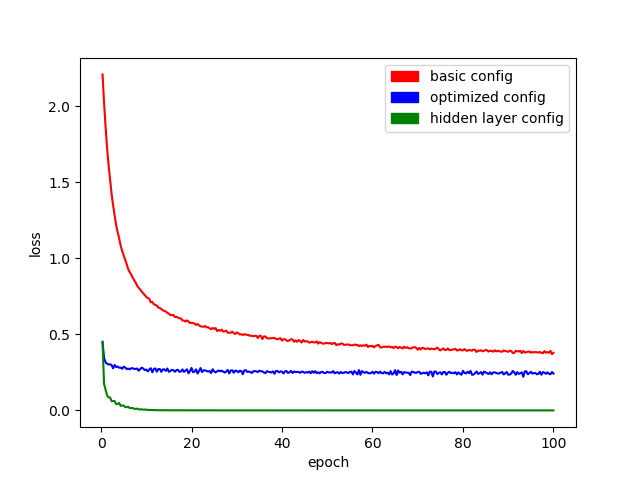 basic config
optimized config
hidden layer config
2.0
1.5
1.0
0.5
0.0
loss
0 20 40 60 80 100
epoch